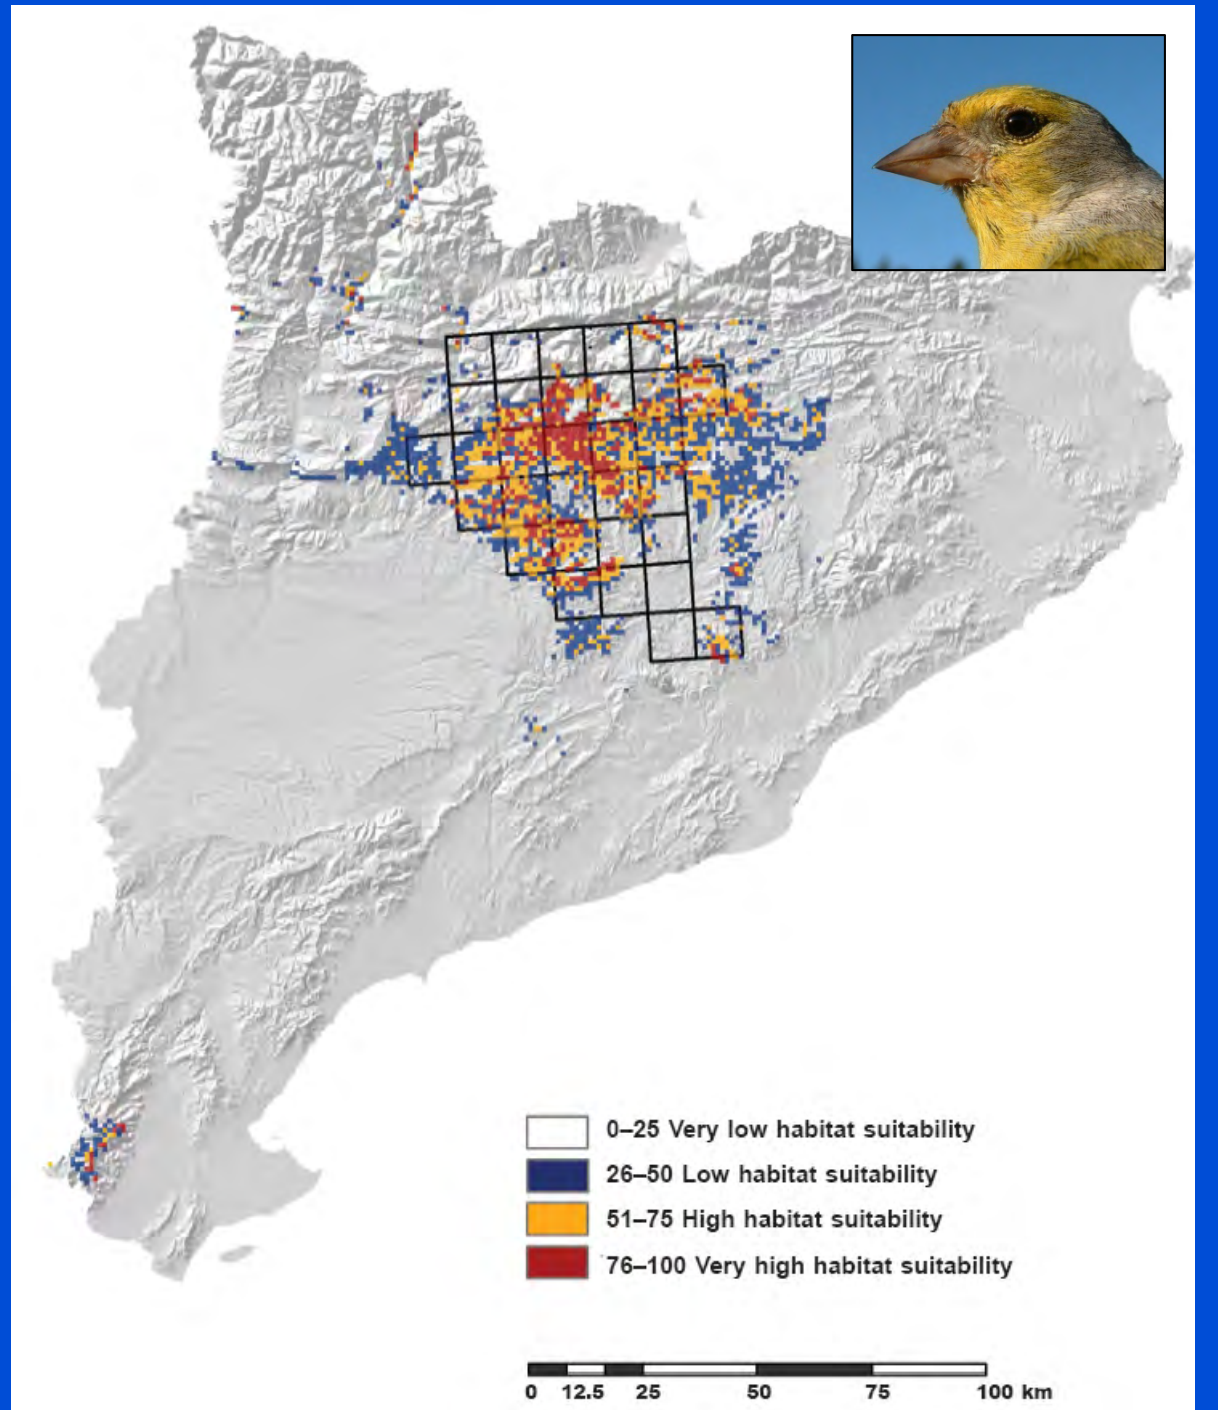 0–25 Very low habitat suitability
26–50 Low habitat suitability
51–75 High habitat suitability
76–100 Very high habitat suitability
0 12.5 25 50 75 100 km